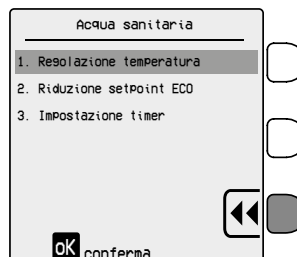 Acqua sanitaria
1. Regolazione temperatura
2. Riduzione setpoint ECO
3. Impostazione timer
OK conferma